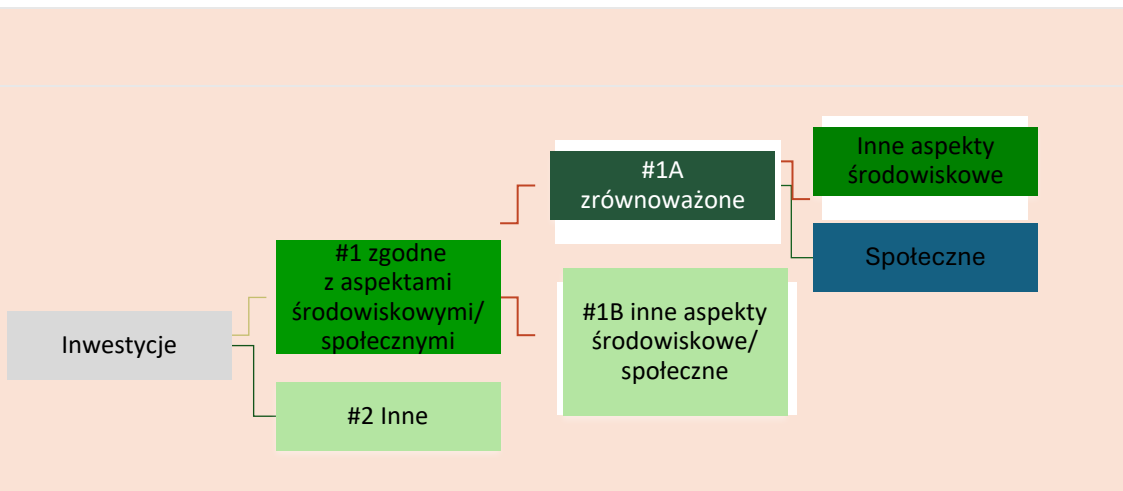 Inwestycje
#1 zgodne
z aspektami
środowiskowymi/
społecznymi
#2 Inne
#1A
zrównoważone
#1B inne aspekty
środowiskowe/
społeczne
Inne aspekty
środowiskowe
Społeczne